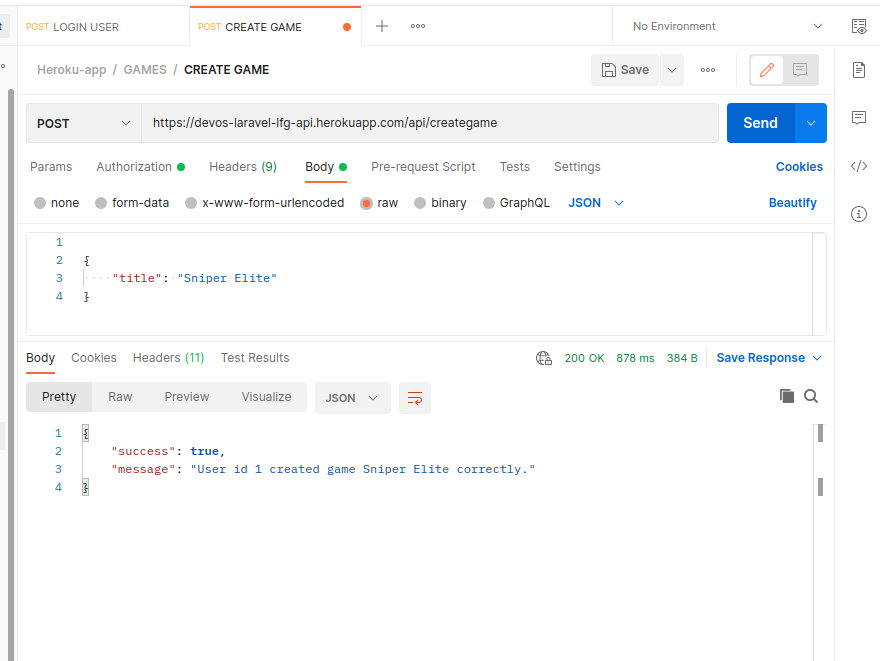 POST LOGIN USER
POST CREATE GAME
No Environment
Heroku-app / GAMES / CREATE GAME
Save
POST
https://devos-laravel-lfg-api.herokuapp.com/api/creategame
Send
Params Authorization Headers (9) Body Pre-request Script Tests Settings Cookies
none form-data x-www-form-urlencoded raw binary GraphQL JSON Beautify
1
2 {
3 "title": "Sniper Elite"
4 }
Body Cookies Headers (11) Test Results 200 OK 878 ms 384 B Save Response
Pretty Raw Preview Visualize JSON
1 {
2 "success": true,
3 "message": "User id 1 created game Sniper Elite correctly."
4 }